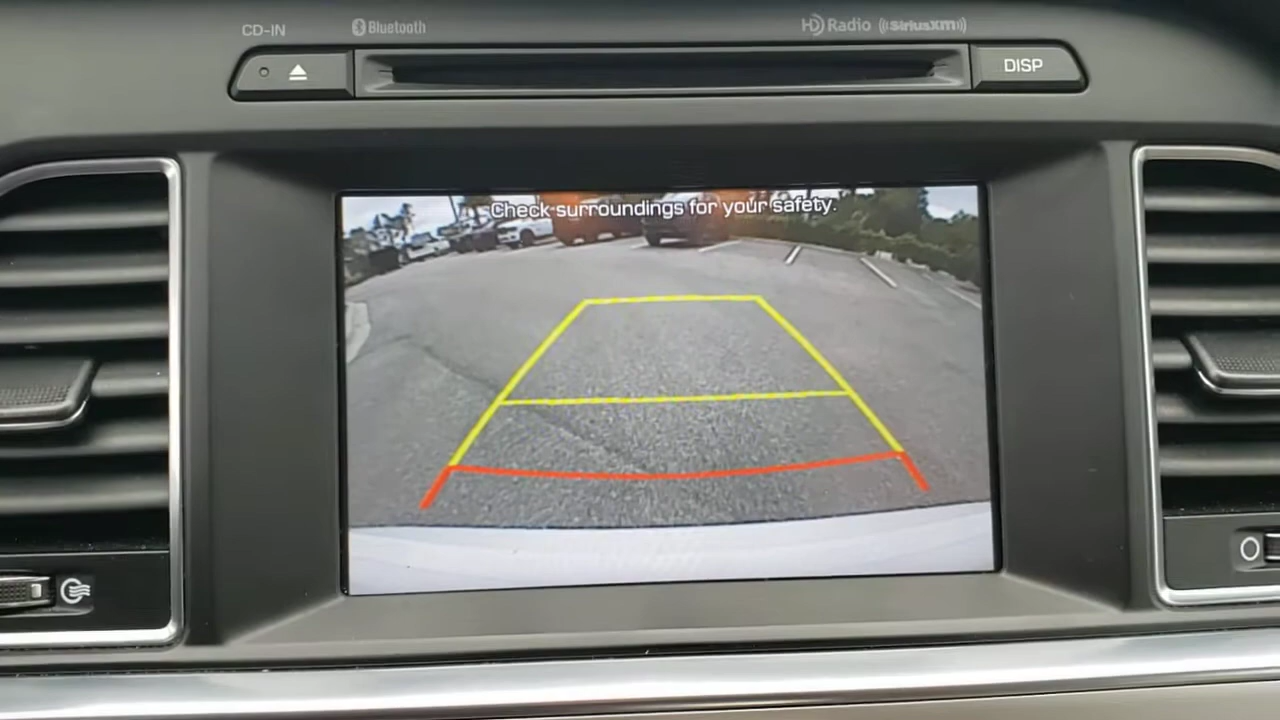 CD-IN
Bluetooth
HD Radio
SiriusXM
DISP
Check surroundings for your safety.